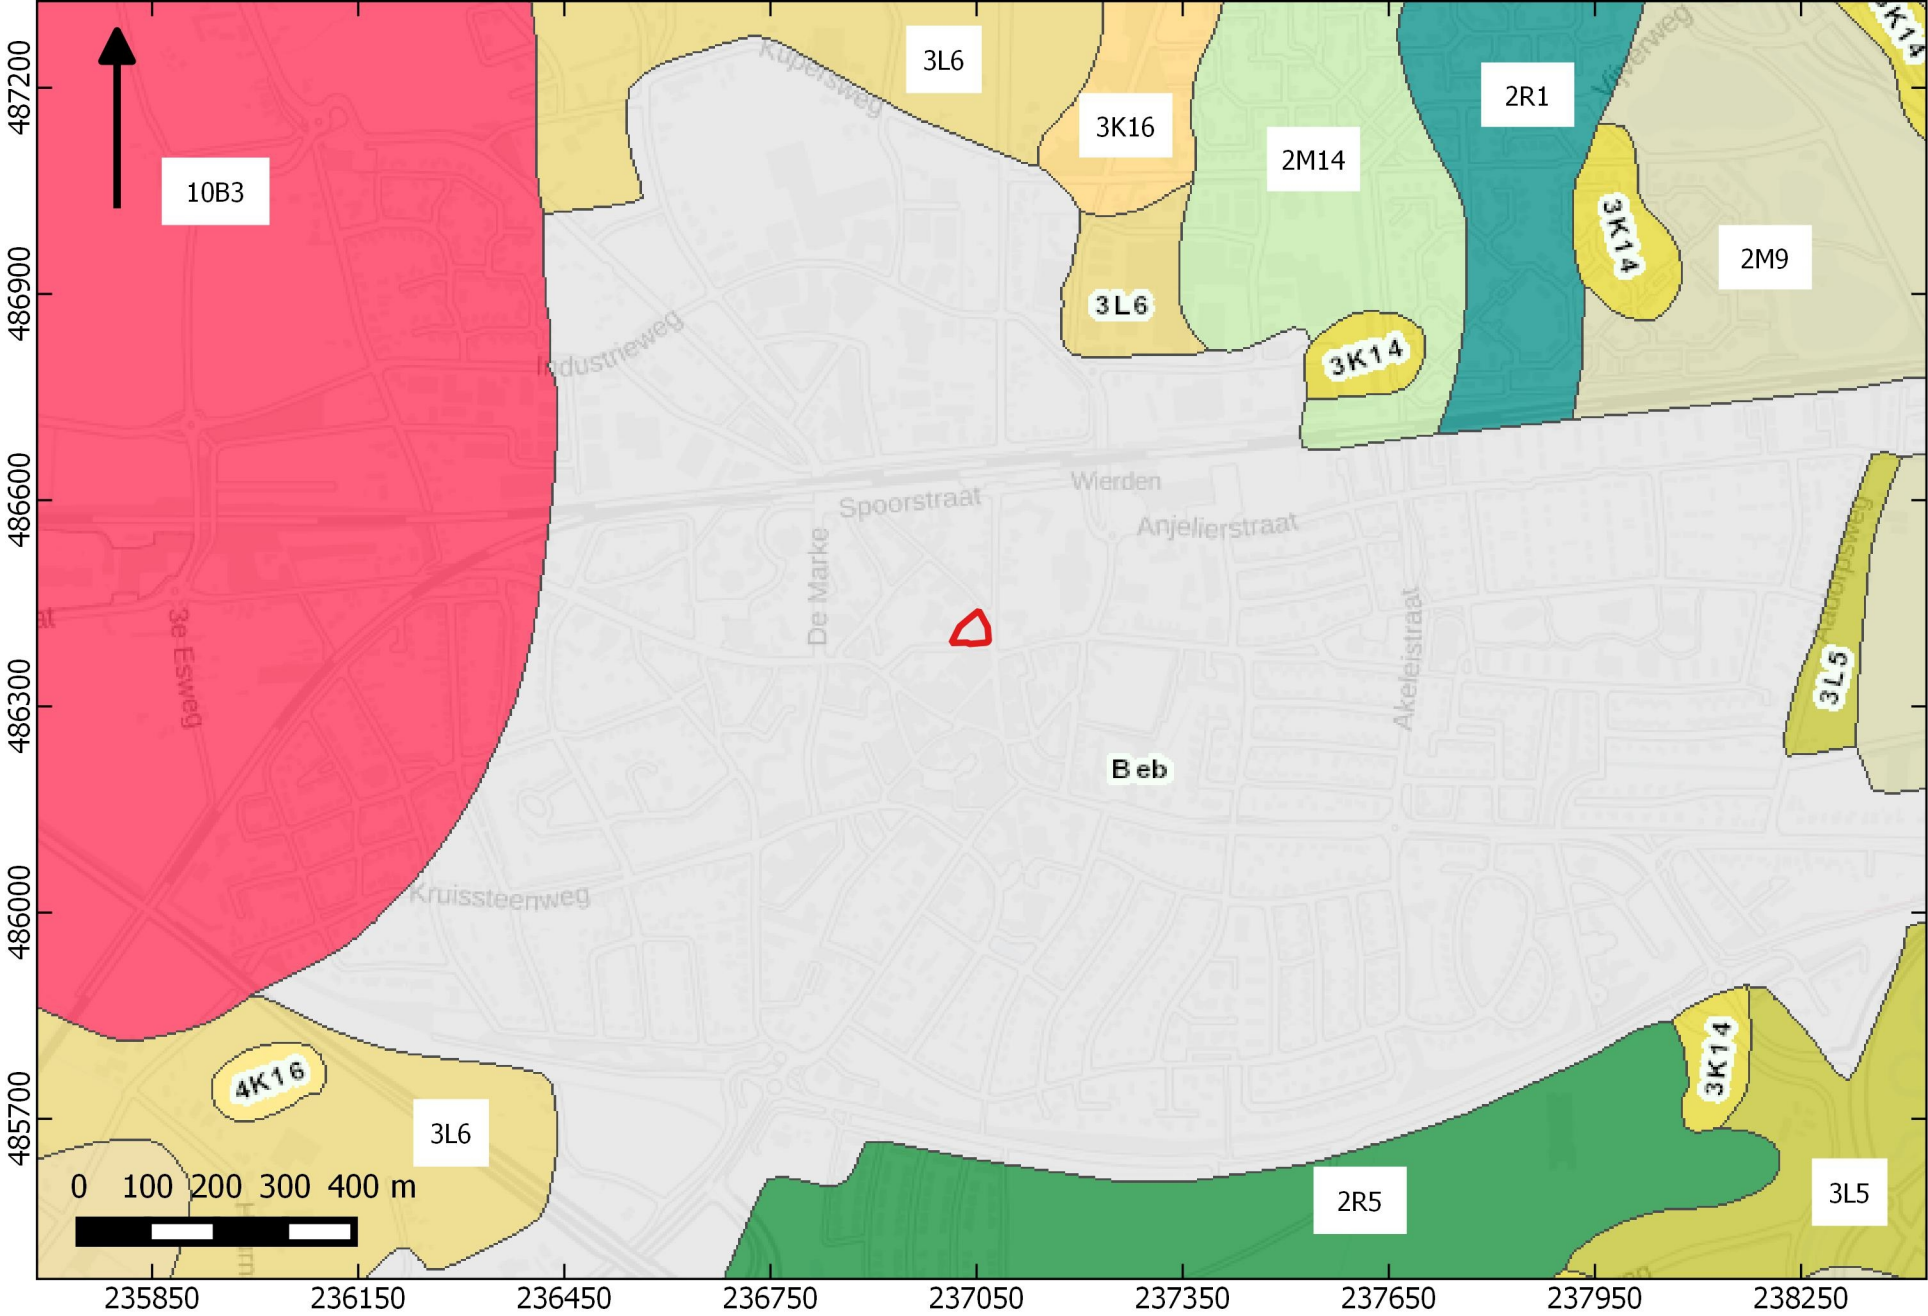 3L6
3K14
Kupersweg
Vijverweg
487200
2R1
3K16
2M14
10B3
3K14
2M9
486900
3L6
Industrieweg
3K14
Wierden
Spoorstraat
486600
Anjelierstraat
De Marke
at
3e Esweg
Akeleistraat
3L5
486300
Beb
Kruissteenweg
486000
4K16
3K14
485700
3L6
0 100 200 300 400 m
2R5
3L5
235850 236150 236450 236750 237050 237350 237650 237950 238250